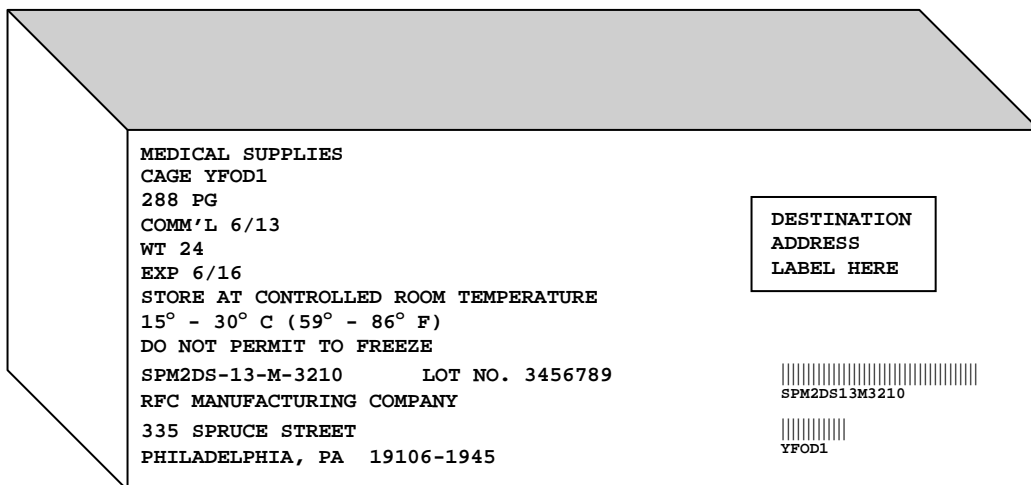 MEDICAL SUPPLIES
CAGE YFOD1
288 PG
COMM'L 6/13
WT 24
EXP 6/16
STORE AT CONTROLLED ROOM TEMPERATURE
15° - 30° C (59° - 86° F)
DO NOT PERMIT TO FREEZE
SPM2DS-13-M-3210 LOT NO. 3456789
RFC MANUFACTURING COMPANY
335 SPRUCE STREET
PHILADELPHIA, PA 19106-1945
DESTINATION
ADDRESS
LABEL HERE
SPM2DS13M3210
YFOD1